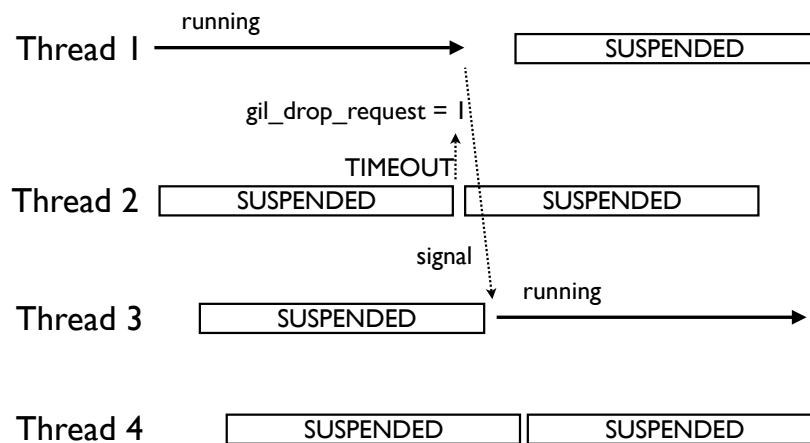 running
Thread 1
SUSPENDED
gil_drop_request = 1
TIMEOUT
Thread 2
SUSPENDED
SUSPENDED
signal
running
Thread 3
SUSPENDED
Thread 4
SUSPENDED
SUSPENDED